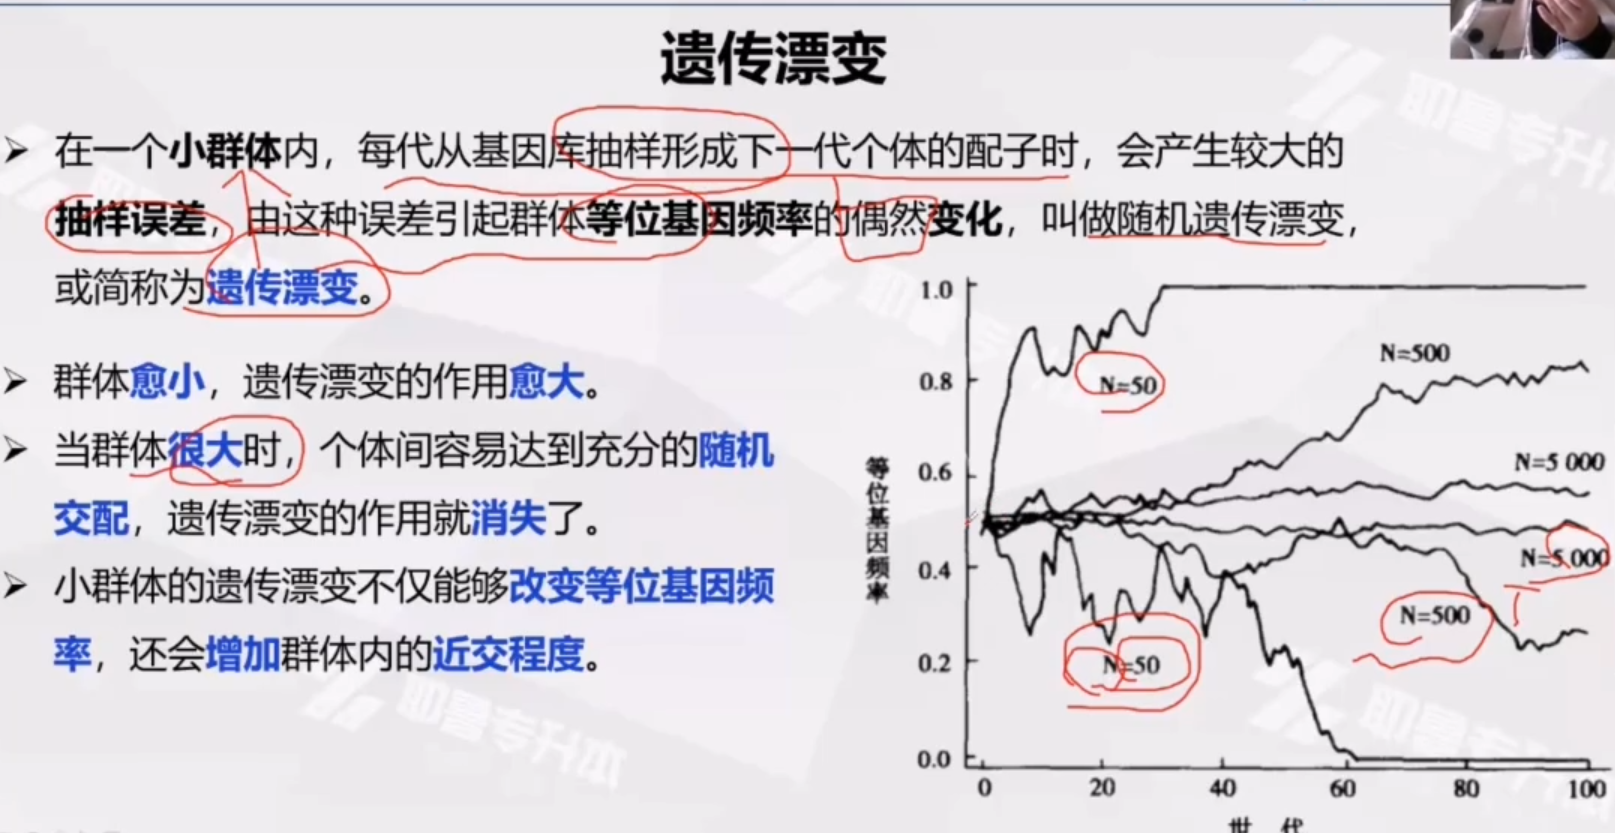 遗传漂变
在一个小群体内，每代从基因库抽样形成下一代个体的配子时，会产生较大的
抽样误差，由这种误差引起群体等位基因频率的偶然变化，叫做随机遗传漂变，
或简称为遗传漂变。
群体愈小，遗传漂变的作用愈大。
当群体很大时，个体间容易达到充分的随机
交配，遗传漂变的作用就消失了。
小群体的遗传漂变不仅能够改变等位基因频
率，还会增加群体内的近交程度。
等位基因频率
1.0
0.8
0.6
0.4
0.2
0.0
N=50
N=500
N=5 000
N=5 000
N=500
N=50
0 20 40 60 80 100
世 代